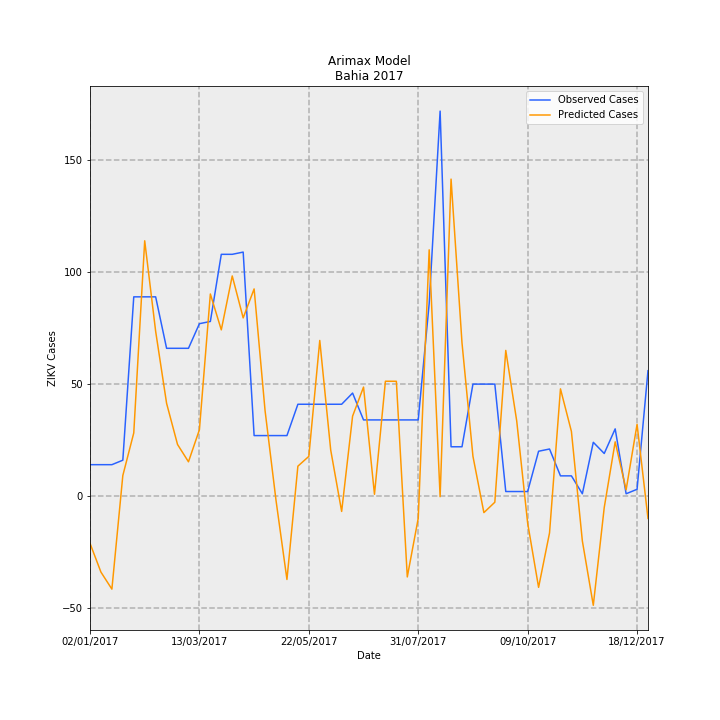 Arimax Model
Bahia 2017
Observed Cases
Predicted Cases
150
100
50
0
−50
ZIKV Cases
02/01/2017 13/03/2017 22/05/2017 31/07/2017 09/10/2017 18/12/2017
Date